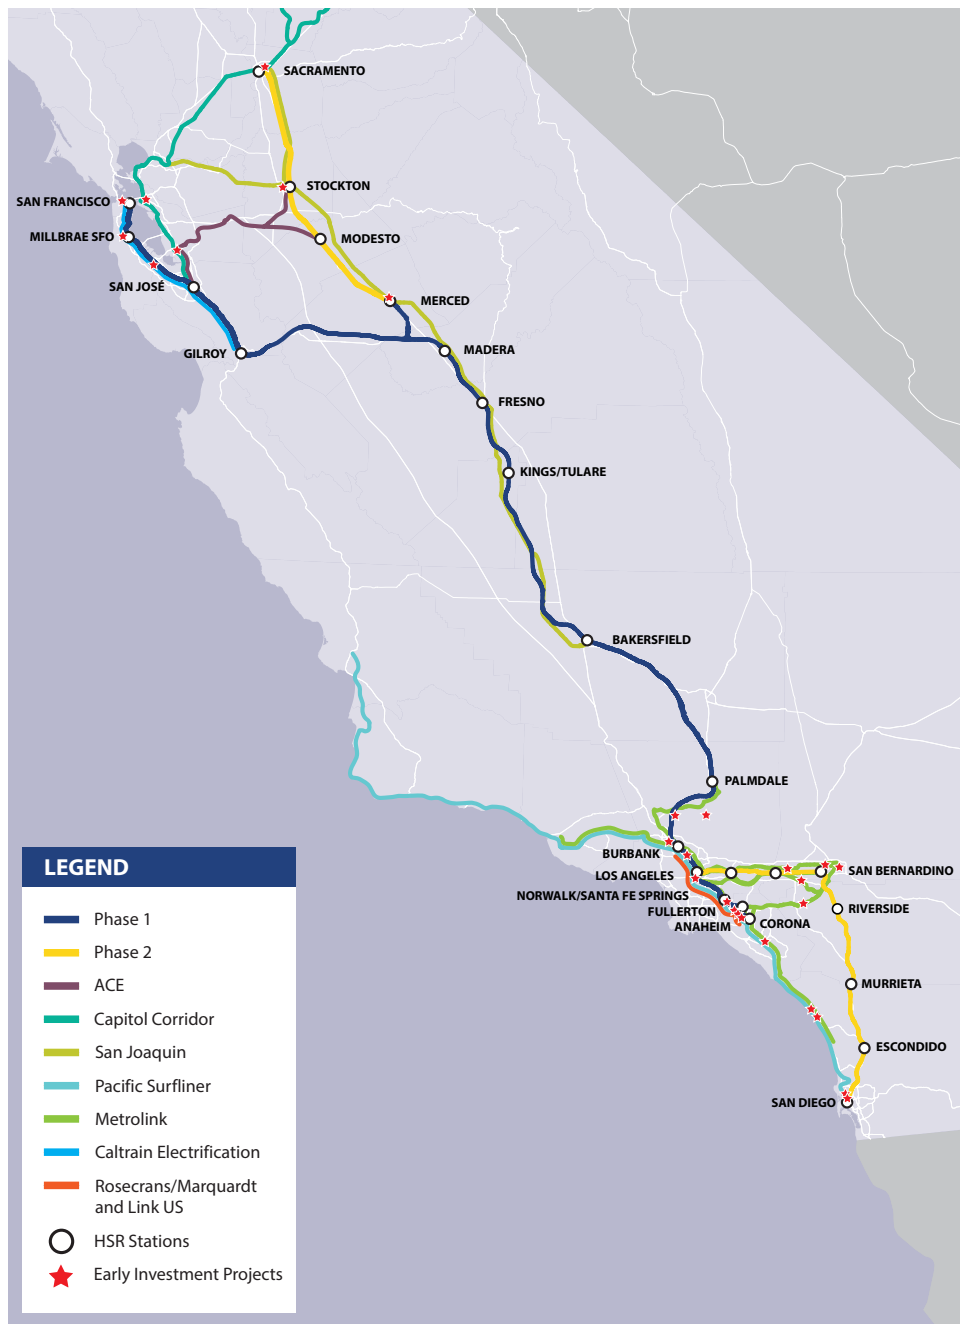 SACRAMENTO
STOCKTON
SAN FRANCISCO
MILLBRAE SFO
MODESTO
SAN JOSÉ
MERCED
GILROY
MADERA
FRESNO
KINGS/TULARE
BAKERSFIELD
PALMDALE
BURBANK
LOS ANGELES
SAN BERNARDINO
NORWALK/SANTA FE SPRINGS
FULLERTON
RIVERSIDE
ANAHEIM
CORONA
MURRIETA
ESCONDIDO
SAN DIEGO
LEGEND
Phase 1
Phase 2
ACE
Capitol Corridor
San Joaquin
Pacific Surfliner
Metrolink
Caltrain Electrification
Rosecrans/Marquardt
and Link US
HSR Stations
Early Investment Projects